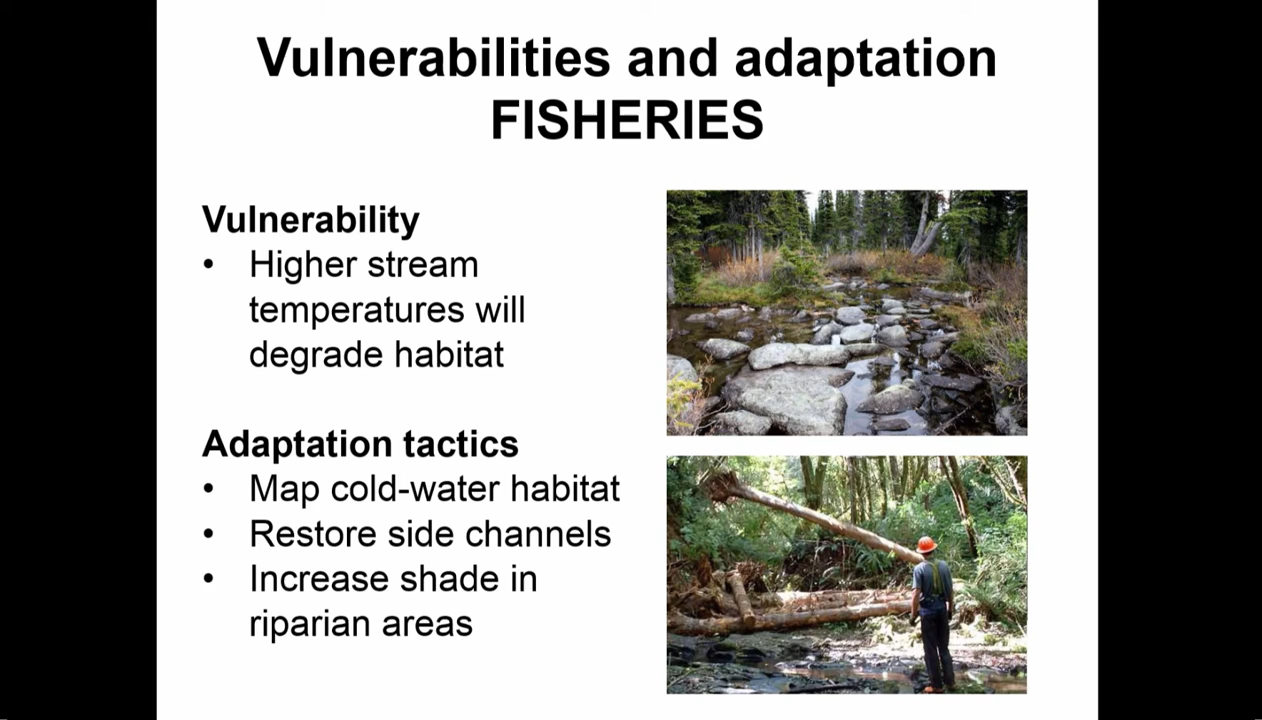 Vulnerabilities and adaptation
FISHERIES
Vulnerability
• Higher stream
temperatures will
degrade habitat
Adaptation tactics
• Map cold-water habitat
• Restore side channels
• Increase shade in
riparian areas